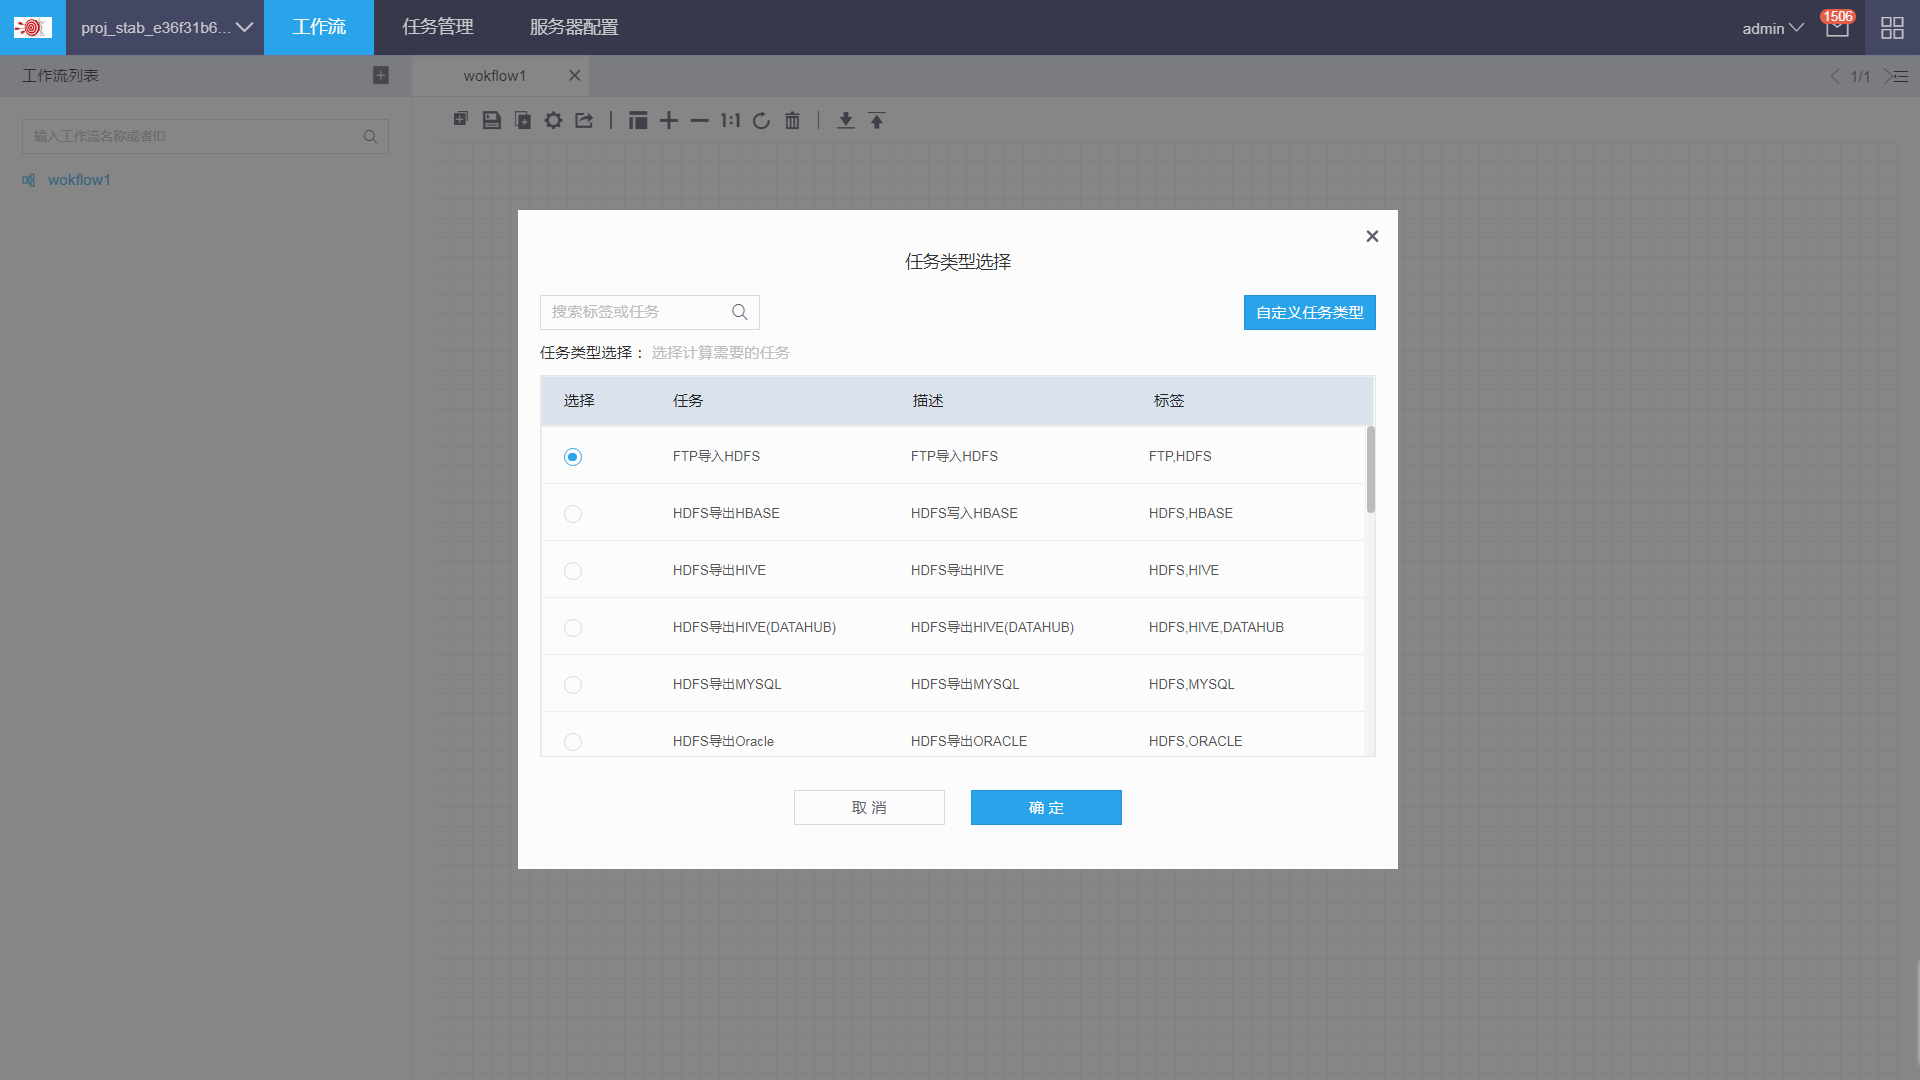 proj_stab_e36f31b6...
工作流
任务管理
服务器配置
admin
1506
工作流列表
wokflow1
1/1
输入工作流名称或者ID
1:1
wokflow1
任务类型选择
搜索标签或任务
自定义任务类型
任务类型选择： 选择计算需要的任务
选择 任务 描述 标签
FTP导入HDFS FTP导入HDFS FTP,HDFS
HDFS导出HBASE HDFS写入HBASE HDFS,HBASE
HDFS导出HIVE HDFS导出HIVE HDFS,HIVE
HDFS导出HIVE(DATAHUB) HDFS导出HIVE(DATAHUB) HDFS,HIVE,DATAHUB
HDFS导出MYSQL HDFS导出MYSQL HDFS,MYSQL
HDFS导出Oracle HDFS导出ORACLE HDFS,ORACLE
取 消
确 定